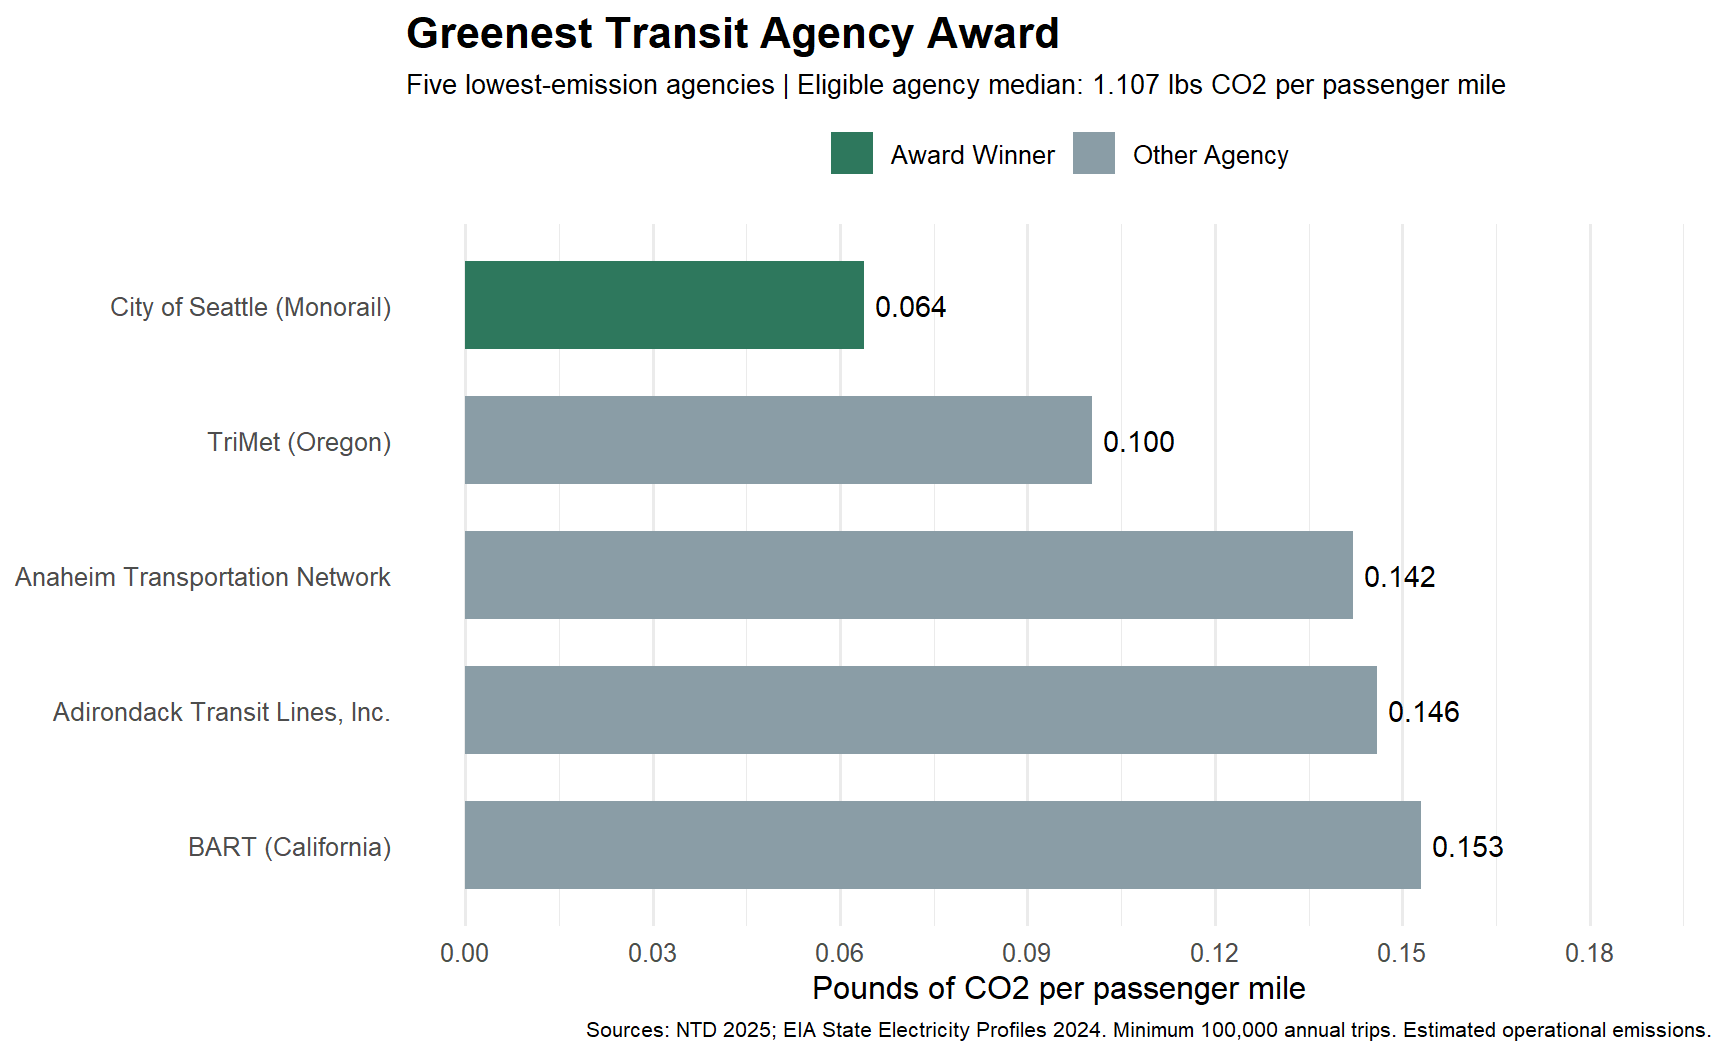 Greenest Transit Agency Award
Five lowest-emission agencies | Eligible agency median: 1.107 lbs CO2 per passenger mile
Award Winner Other Agency
City of Seattle (Monorail) 0.064
TriMet (Oregon) 0.100
Anaheim Transportation Network 0.142
Adirondack Transit Lines, Inc. 0.146
BART (California) 0.153
0.00 0.03 0.06 0.09 0.12 0.15 0.18
Pounds of CO2 per passenger mile
Sources: NTD 2025; EIA State Electricity Profiles 2024. Minimum 100,000 annual trips. Estimated operational emissions.